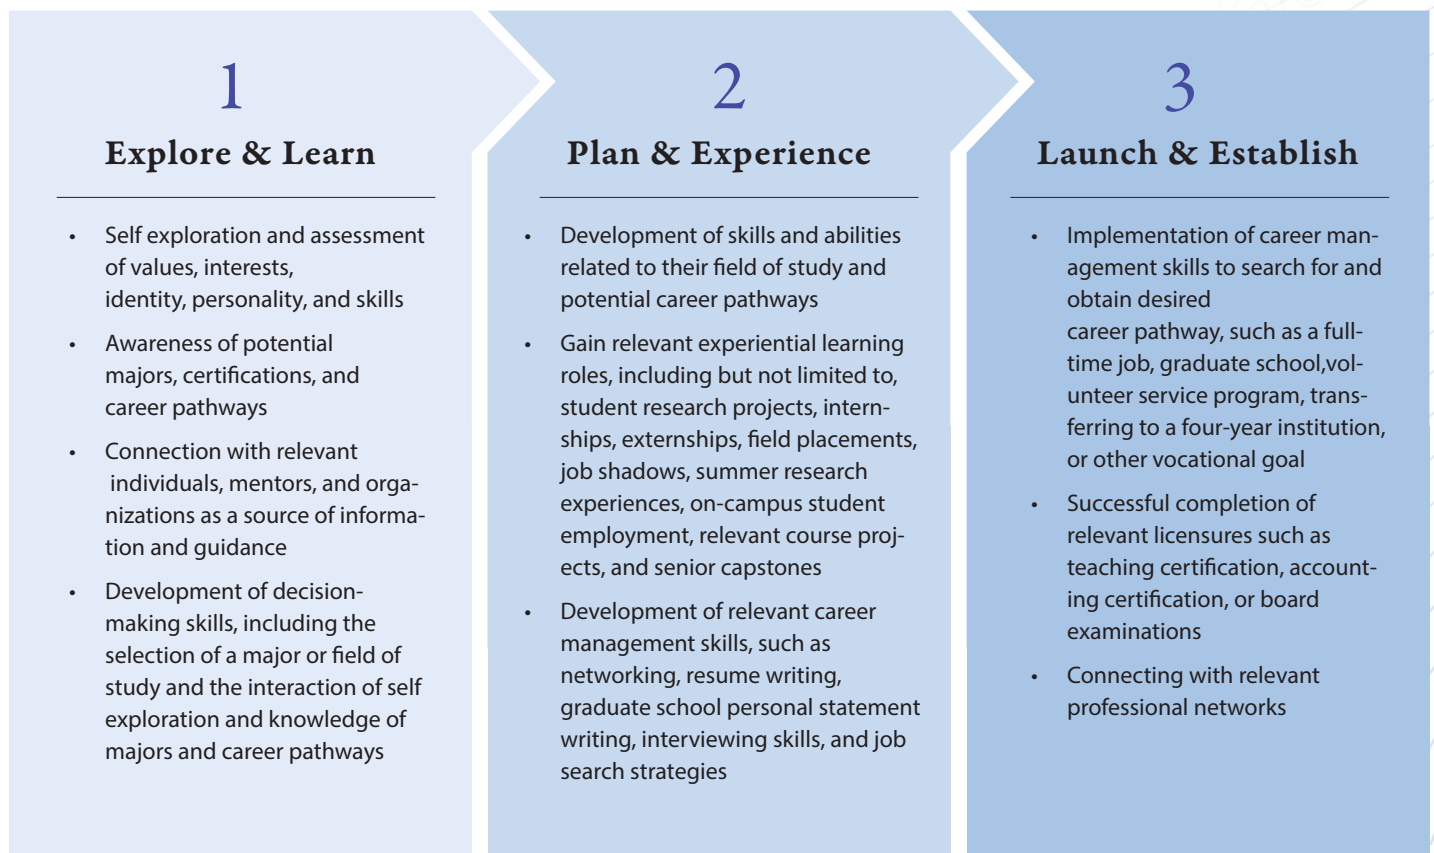 1
Explore & Learn
• Self exploration and assessment
of values, interests,
identity, personality, and skills
• Awareness of potential
majors, certifications, and
career pathways
• Connection with relevant
individuals, mentors, and orga-
nizations as a source of informa-
tion and guidance
• Development of decision-
making skills, including the
selection of a major or field of
study and the interaction of self
exploration and knowledge of
majors and career pathways
2
Plan & Experience
• Development of skills and abilities
related to their field of study and
potential career pathways
• Gain relevant experiential learning
roles, including but not limited to,
student research projects, intern-
ships, externships, field placements,
job shadows, summer research
experiences, on-campus student
employment, relevant course proj-
ects, and senior capstones
• Development of relevant career
management skills, such as
networking, resume writing,
graduate school personal statement
writing, interviewing skills, and job
search strategies
3
Launch & Establish
• Implementation of career man-
agement skills to search for and
obtain desired
career pathway, such as a full-
time job, graduate school,vol-
unteer service program, trans-
ferring to a four-year institution,
or other vocational goal
• Successful completion of
relevant licensures such as
teaching certification, account-
ing certification, or board
examinations
• Connecting with relevant
professional networks